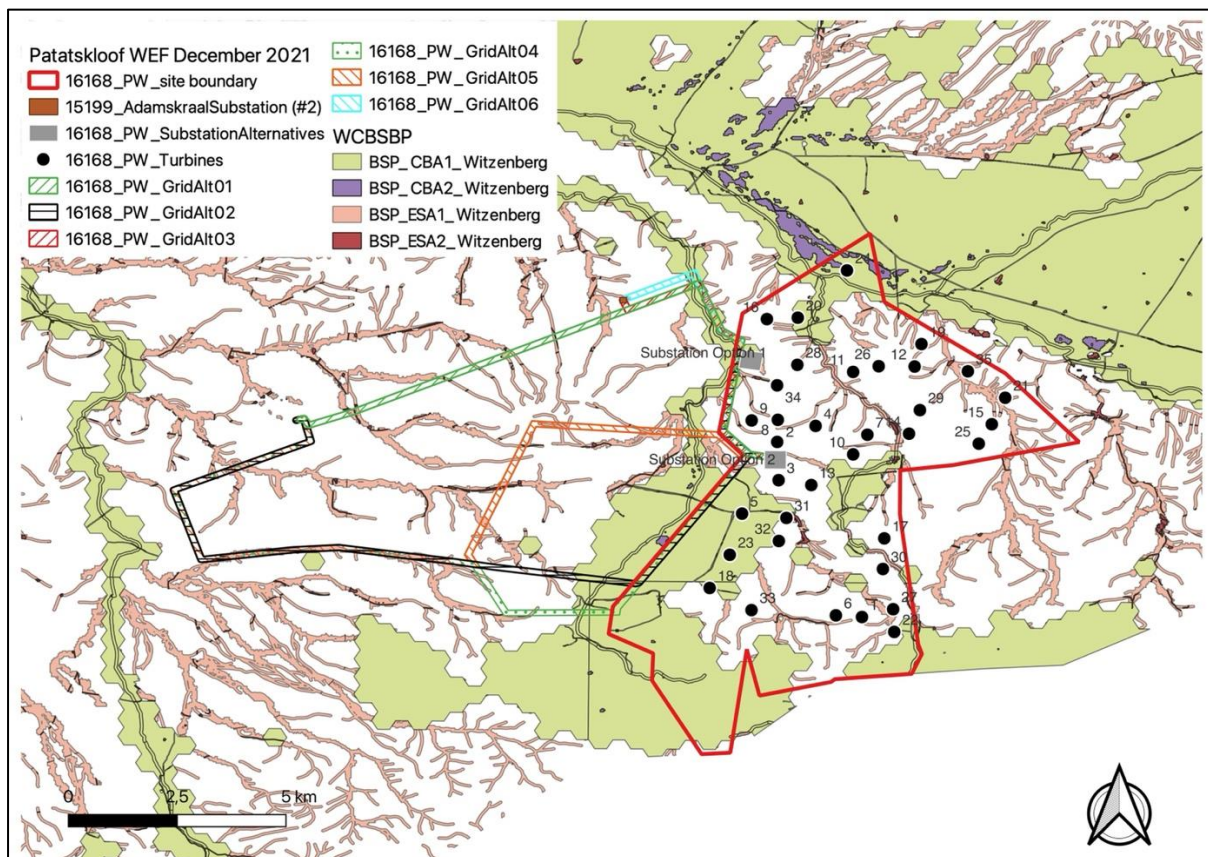 Patatskloof WEF December 2021
16168_PW_site boundary
15199_AdamskraalSubstation (#2)
16168_PW_SubstationAlternatives
16168_PW_Turbines
16168_PW_GridAlt01
16168_PW_GridAlt02
16168_PW_GridAlt03
16168_PW_GridAlt04
16168_PW_GridAlt05
16168_PW_GridAlt06
WCBSBP
BSP_CBA1_Witzenberg
BSP_CBA2_Witzenberg
BSP_ESA1_Witzenberg
BSP_ESA2_Witzenberg
20
Substation Option 1
28
11
26
12
35
21
34
29
9
4
7
15
8
2
10
25
Substation Option 2
3
13
5
31
32
17
23
30
18
33
6
27
22
0 2,5 5 km